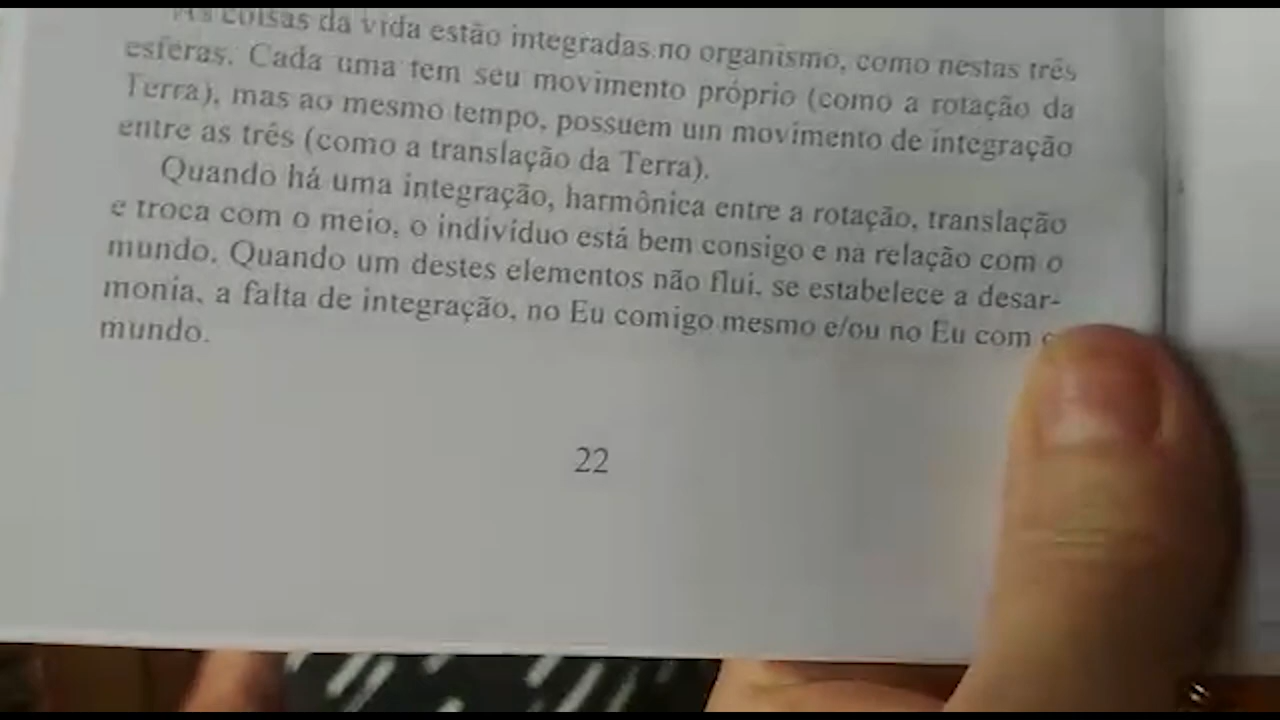 As coisas da vida estão integradas no organismo, como nestas três
esferas. Cada uma tem seu movimento próprio (como a rotação da
Terra), mas ao mesmo tempo, possuem um movimento de integração
entre as três (como a translação da Terra).
Quando há uma integração, harmônica entre a rotação, translação
e troca com o meio, o indivíduo está bem consigo e na relação com o
mundo. Quando um destes elementos não flui, se estabelece a desar-
monia, a falta de integração, no Eu comigo mesmo e/ou no Eu com
mundo.
22